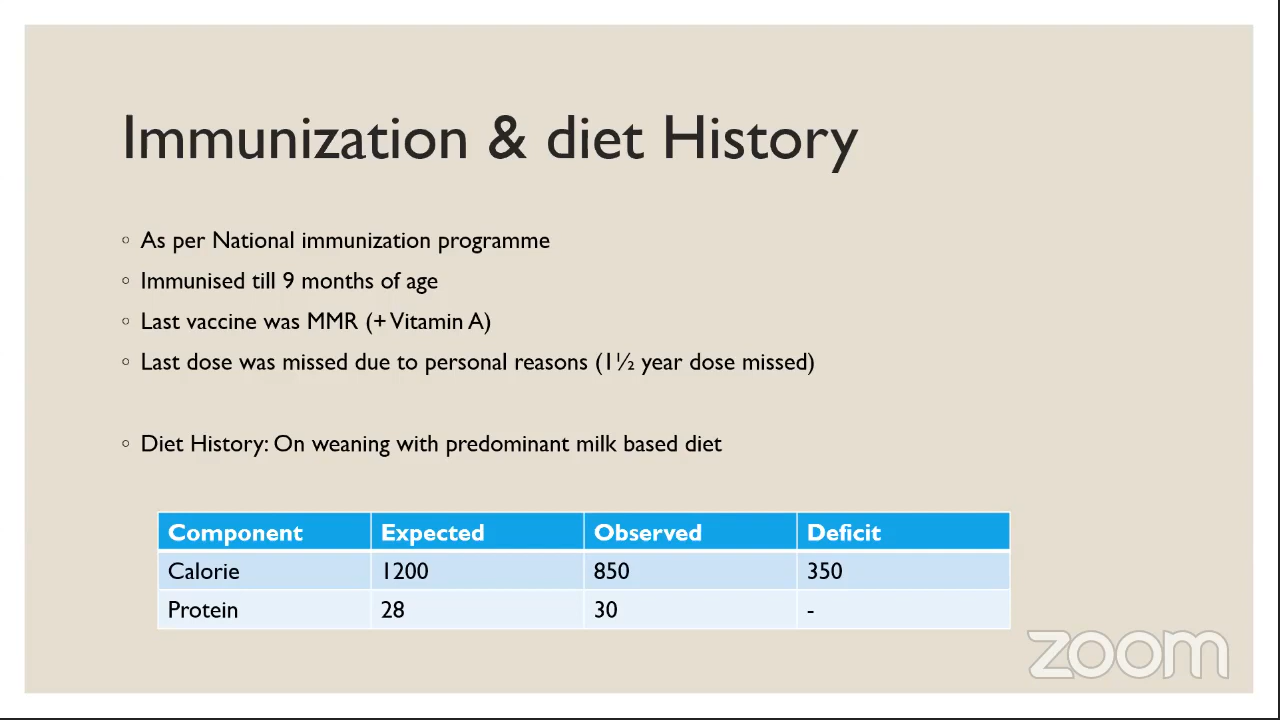 Immunization & diet History
◦ As per National immunization programme
◦ Immunised till 9 months of age
◦ Last vaccine was MMR (+ Vitamin A)
◦ Last dose was missed due to personal reasons (1½ year dose missed)
◦ Diet History: On weaning with predominant milk based diet
Component Expected Observed Deficit
Calorie 1200 850 350
Protein 28 30 -
zoom